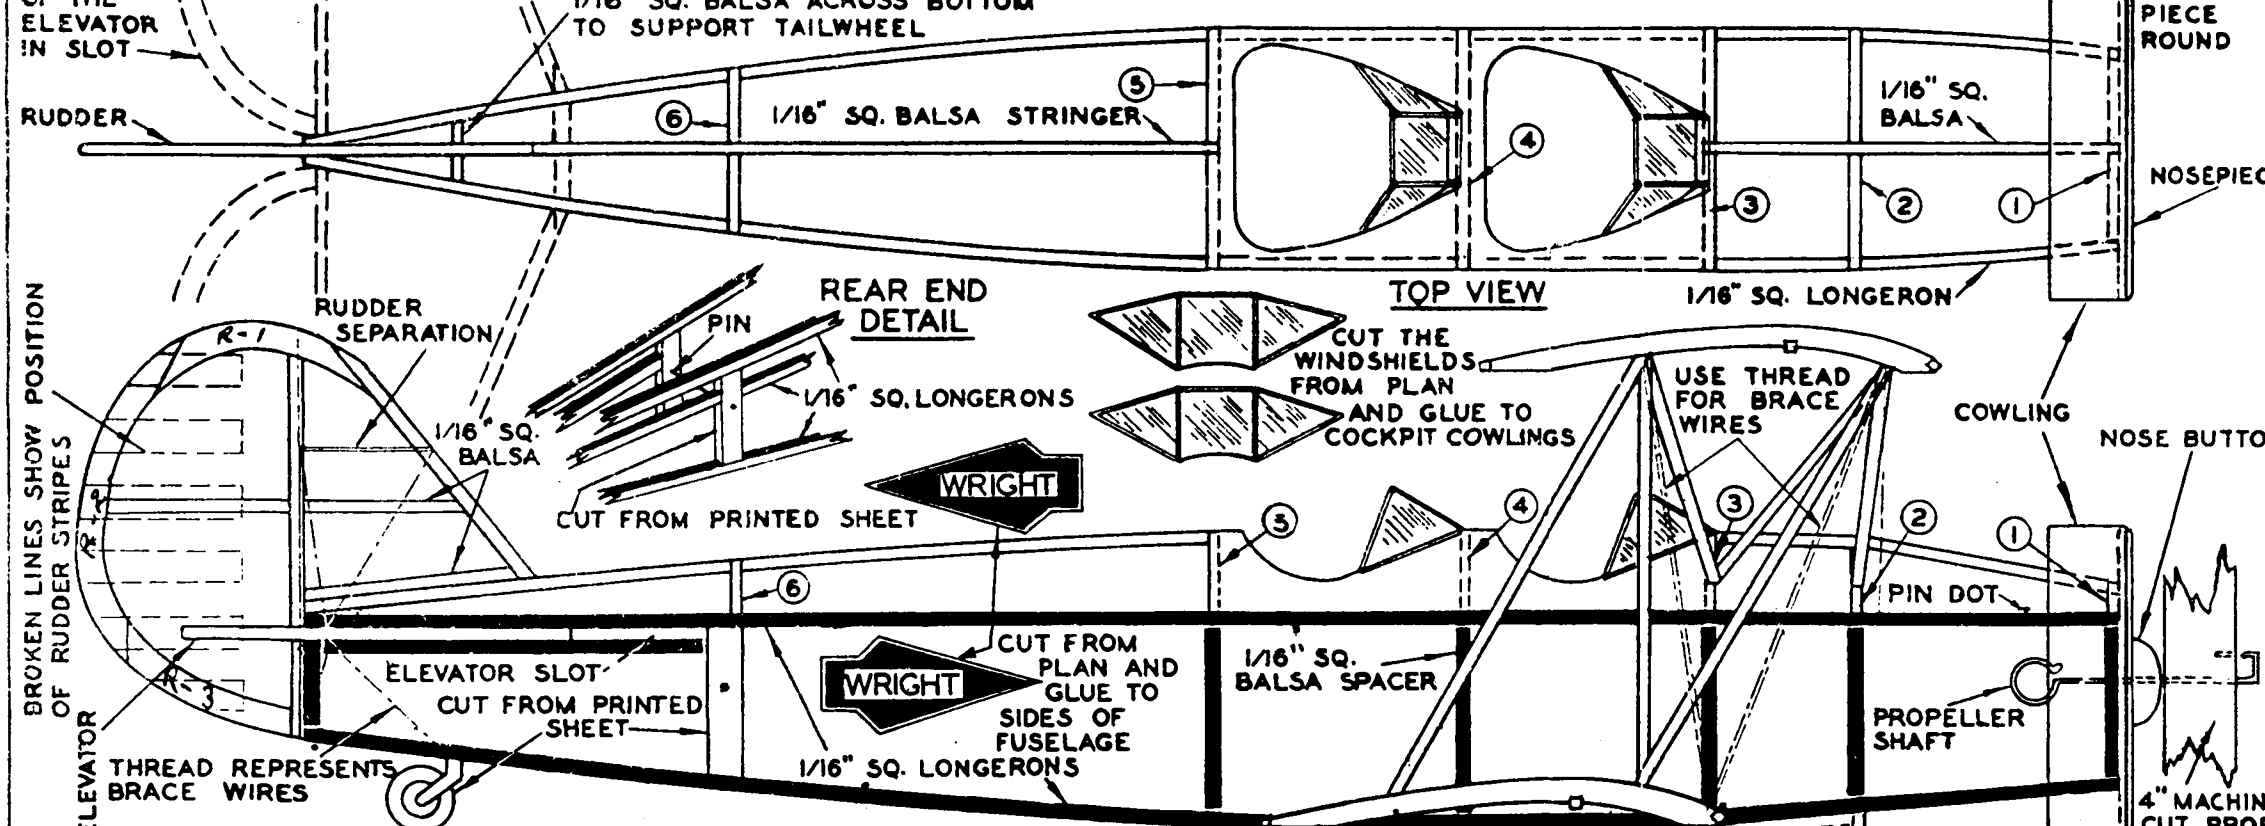 ELEVATOR
IN SLOT
1/16" SQ. BALSA ACROSS BOTTOM
TO SUPPORT TAILWHEEL
PIECE
ROUND
RUDDER
6
1/16" SQ. BALSA STRINGER
5
4
3
2
1
1/16" SQ.
BALSA
NOSEPIEC
TOP VIEW
1/16" SQ. LONGERON
BROKEN LINES SHOW POSITION
OF RUDDER STRIPES
R-1
R-2
R-3
RUDDER
SEPARATION
REAR END
DETAIL
PIN
1/16" SQ. LONGERONS
1/16" SQ.
BALSA
CUT FROM PRINTED SHEET
CUT THE
WINDSHIELDS
FROM PLAN
AND GLUE TO
COCKPIT COWLINGS
USE THREAD
FOR BRACE
WIRES
COWLING
NOSE BUTTO
WRIGHT
5
4
3
2
1
6
PIN DOT
ELEVATOR SLOT
CUT FROM PRINTED
SHEET
WRIGHT
CUT FROM
PLAN AND
GLUE TO
SIDES OF
FUSELAGE
1/16" SQ.
BALSA SPACER
PROPELLER
SHAFT
ELEVATOR
THREAD REPRESENTS
BRACE WIRES
1/16" SQ. LONGERONS
4" MACHIN